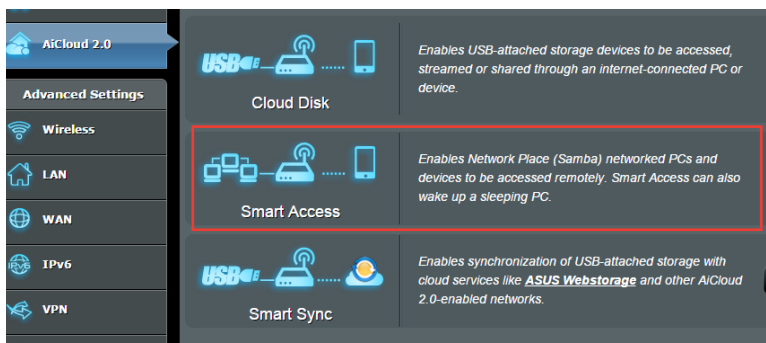 AiCloud 2.0
Advanced Settings
Wireless
LAN
WAN
IPv6
IPv6
VPN
USB
Cloud Disk
Enables USB-attached storage devices to be accessed,
streamed or shared through an internet-connected PC or
device.
Smart Access
Enables Network Place (Samba) networked PCs and
devices to be accessed remotely. Smart Access can also
wake up a sleeping PC.
USB
Smart Sync
Enables synchronization of USB-attached storage with
cloud services like ASUS Webstorage and other AiCloud
2.0-enabled networks.